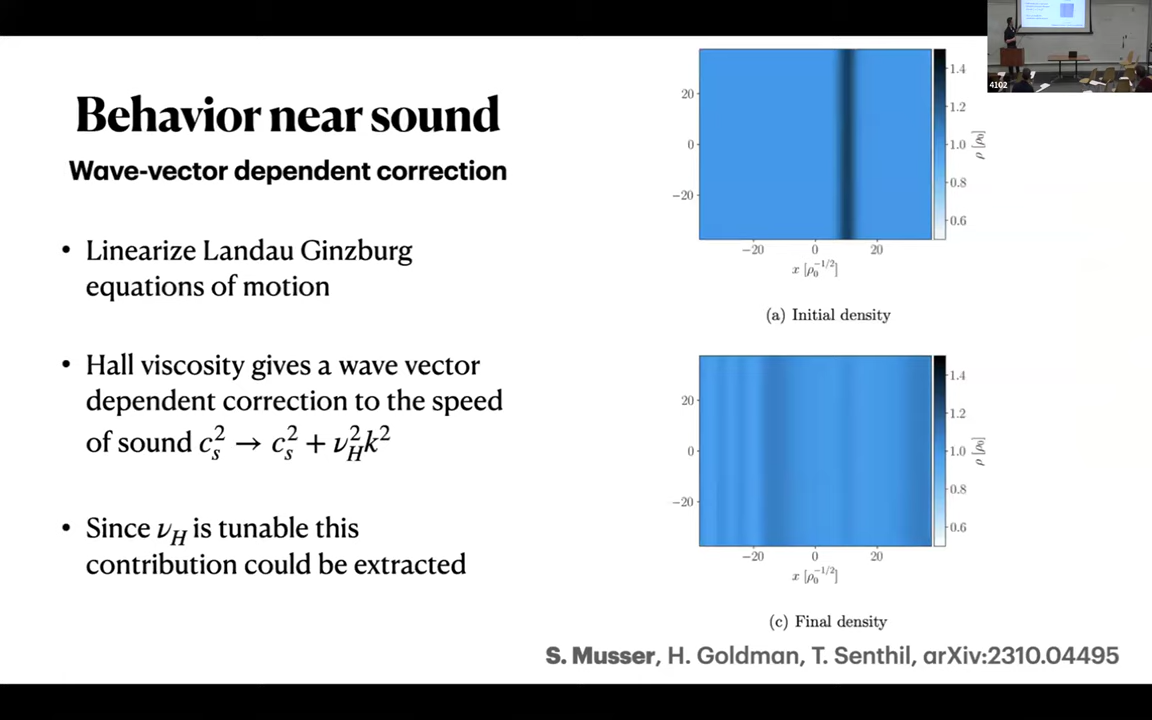 Behavior near sound
Wave-vector dependent correction
• Linearize Landau Ginzburg
equations of motion
• Hall viscosity gives a wave vector
dependent correction to the speed
of sound c_s^2 → c_s^2 + ν_H^2 k^2
• Since ν_H is tunable this
contribution could be extracted
20
0
−20
−20 0 20
x [ρ_0^{−1/2}]
1.4
1.2
1.0
0.8
0.6
ρ [ρ_0]
(a) Initial density
20
0
−20
−20 0 20
x [ρ_0^{−1/2}]
1.4
1.2
1.0
0.8
0.6
ρ [ρ_0]
(c) Final density
S. Musser, H. Goldman, T. Senthil, arXiv:2310.04495
4102